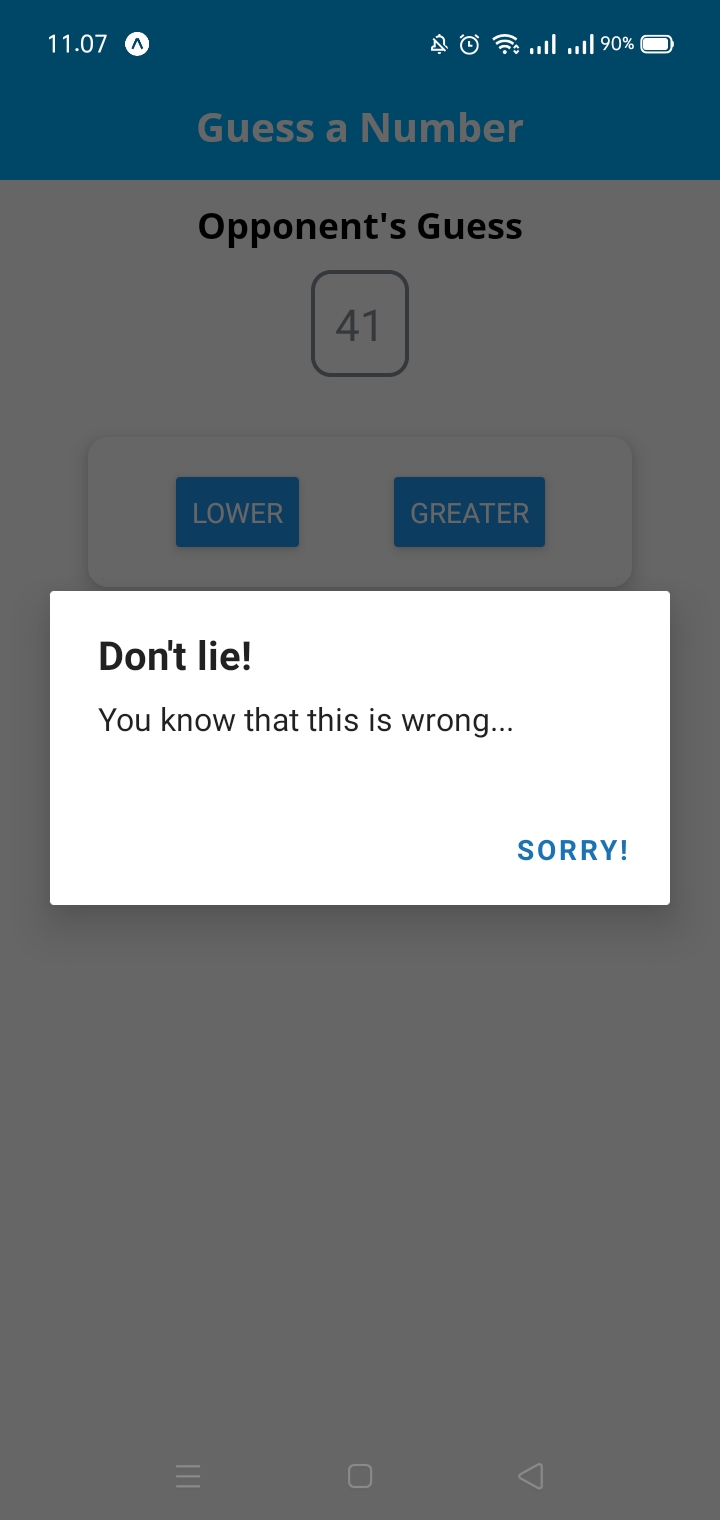 11.07 90%
Guess a Number
Opponent's Guess
41
LOWER GREATER
Don't lie!
You know that this is wrong...
SORRY!